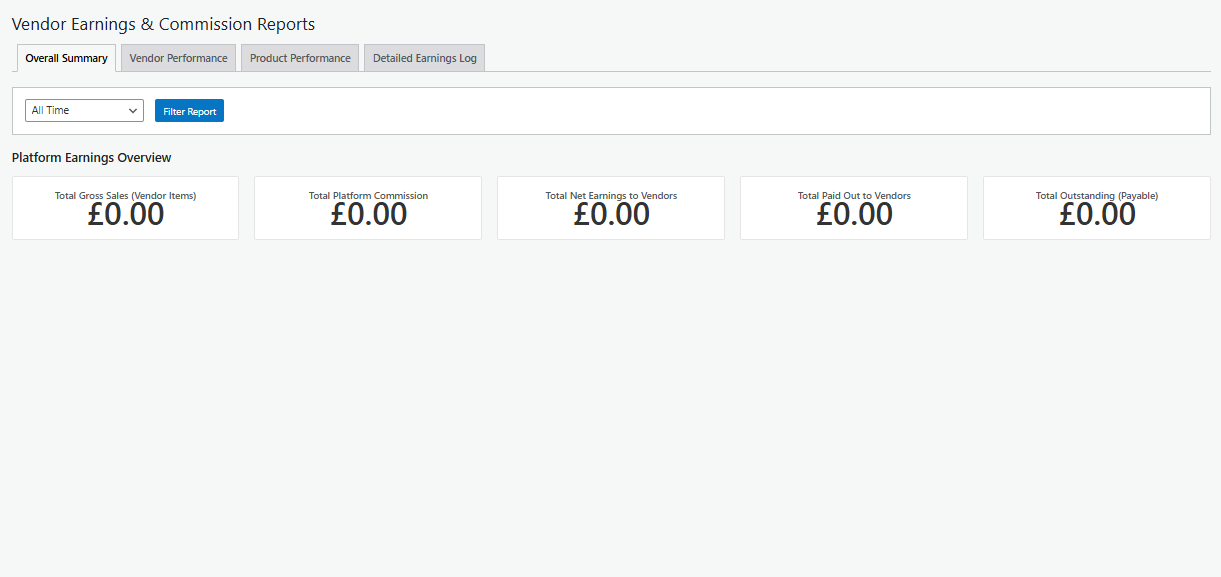 Vendor Earnings & Commission Reports
Overall Summary Vendor Performance Product Performance Detailed Earnings Log
All Time Filter Report
Platform Earnings Overview
Total Gross Sales (Vendor Items) Total Platform Commission Total Net Earnings to Vendors Total Paid Out to Vendors Total Outstanding (Payable)
£0.00 £0.00 £0.00 £0.00 £0.00